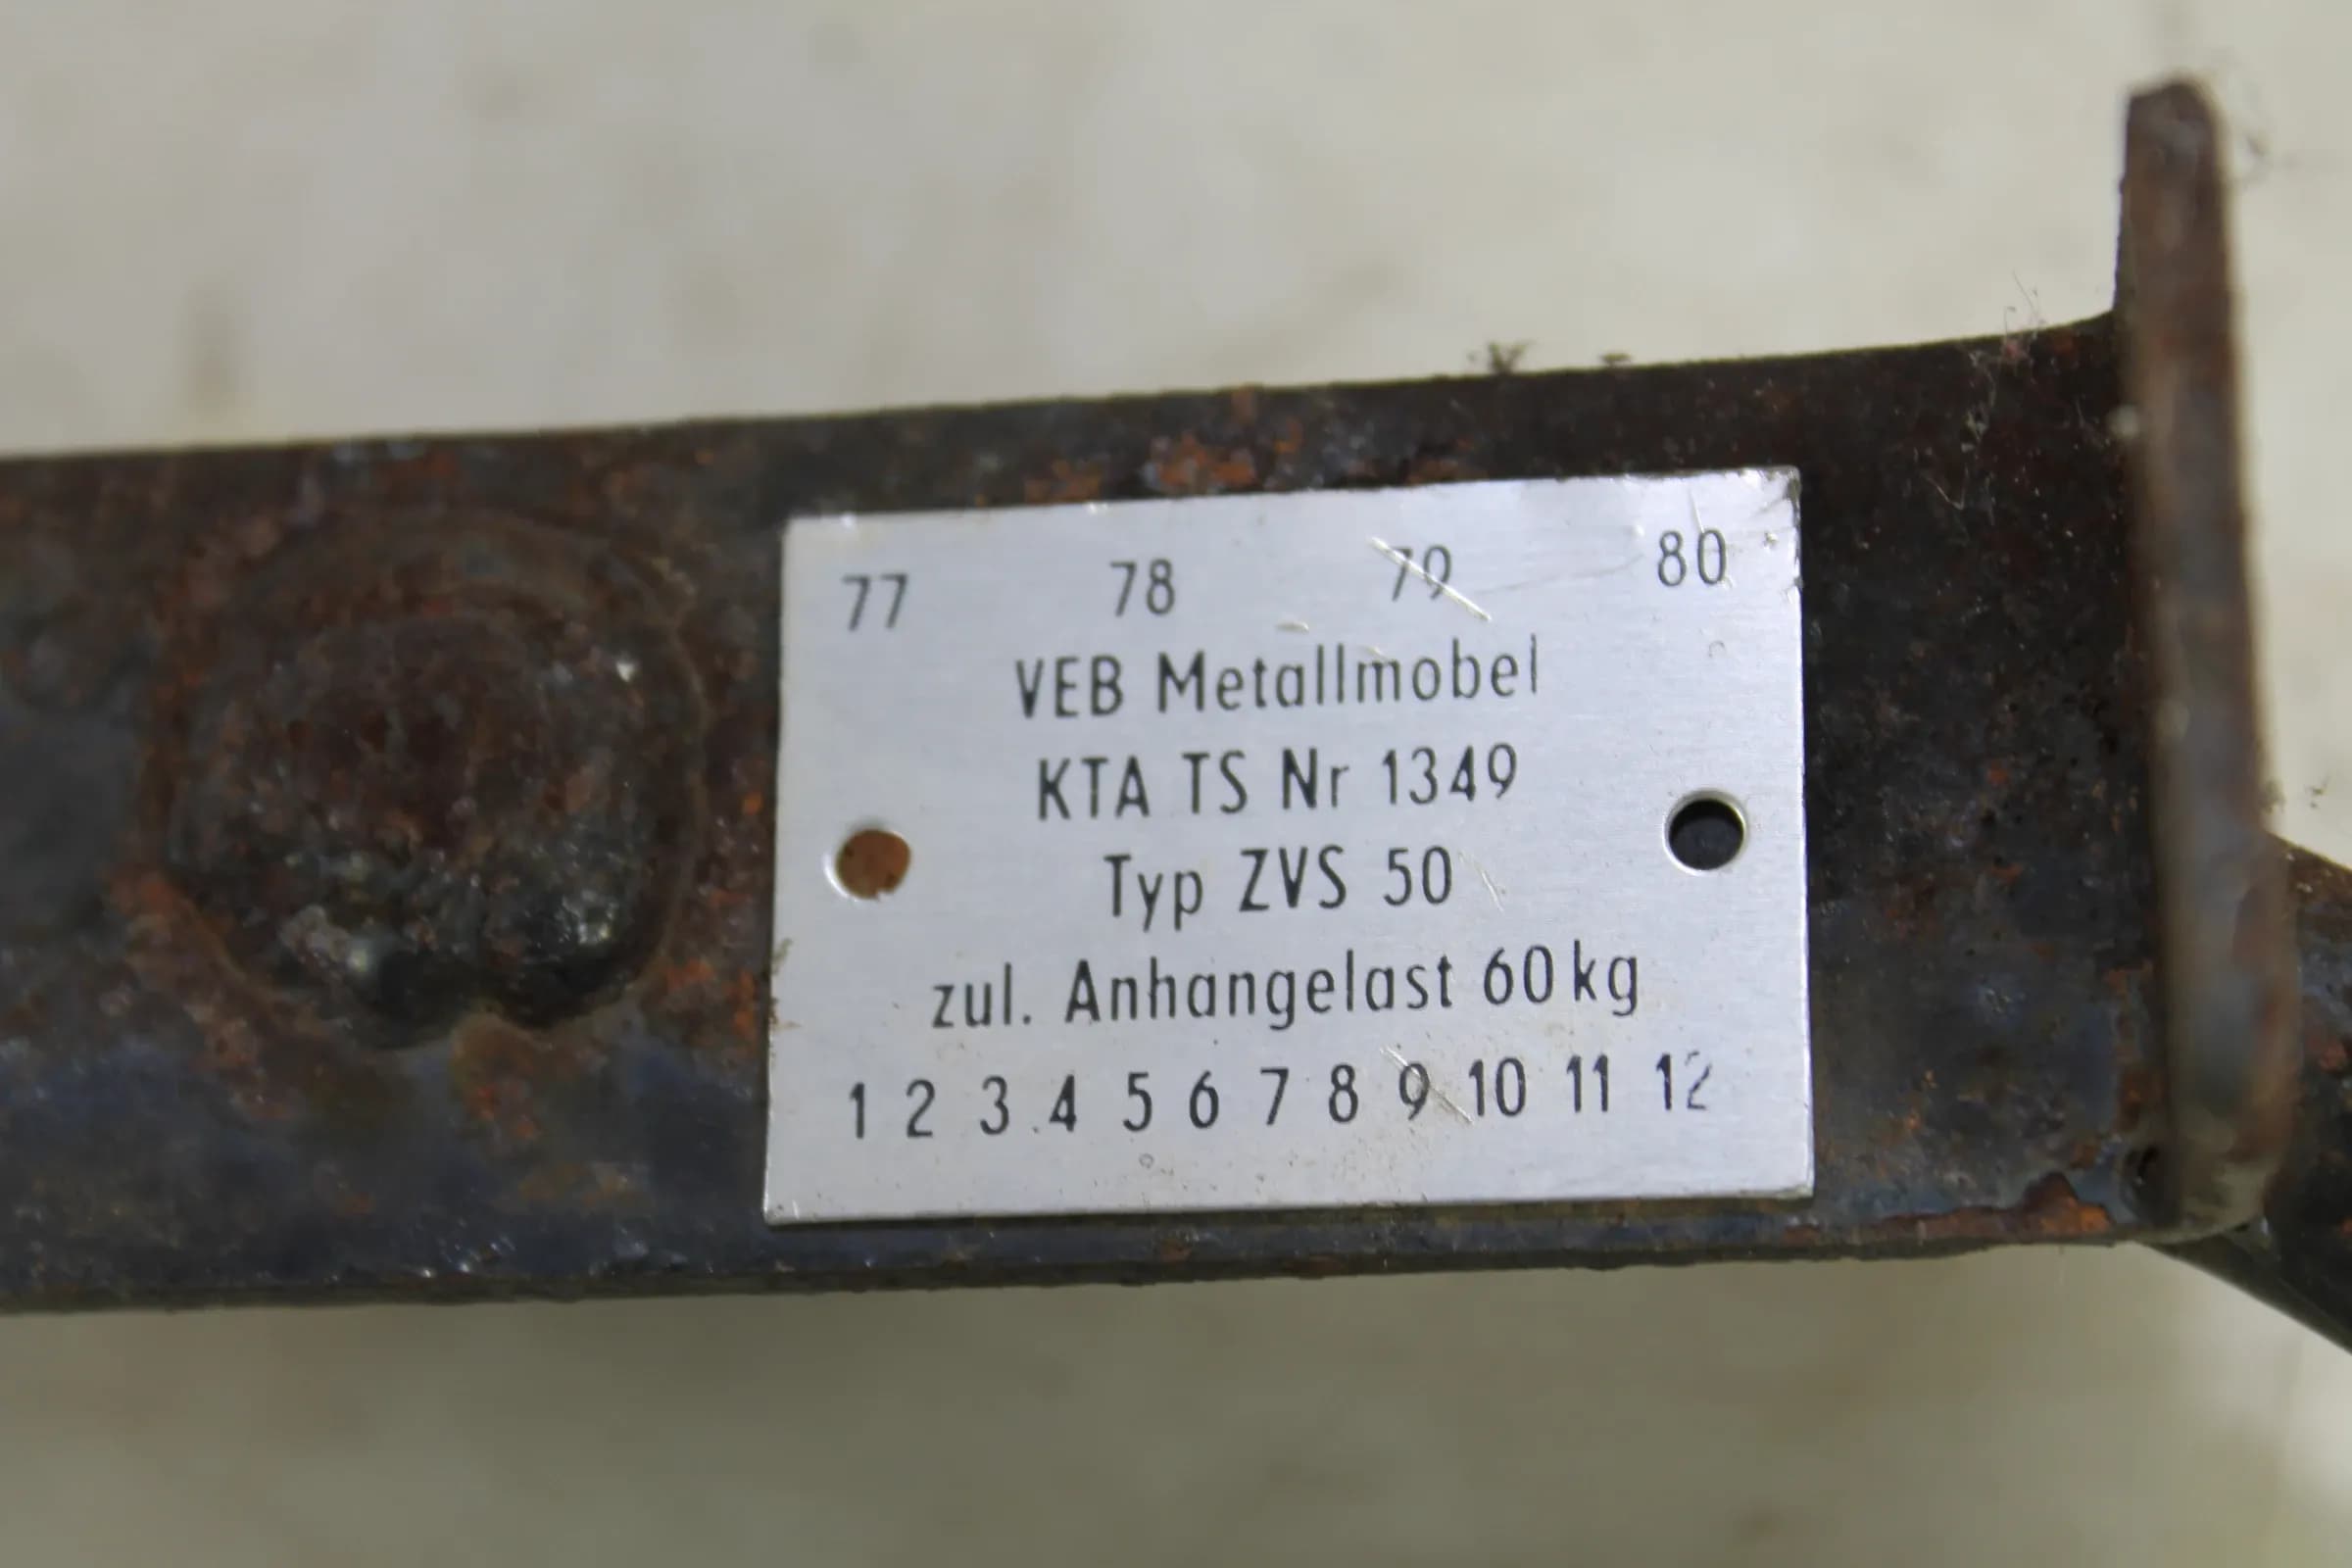 77 78 79 80
VEB Metallmobel
KTA TS Nr 1349
Typ ZVS 50
zul. Anhangelast 60 kg
1 2 3 4 5 6 7 8 9 10 11 12